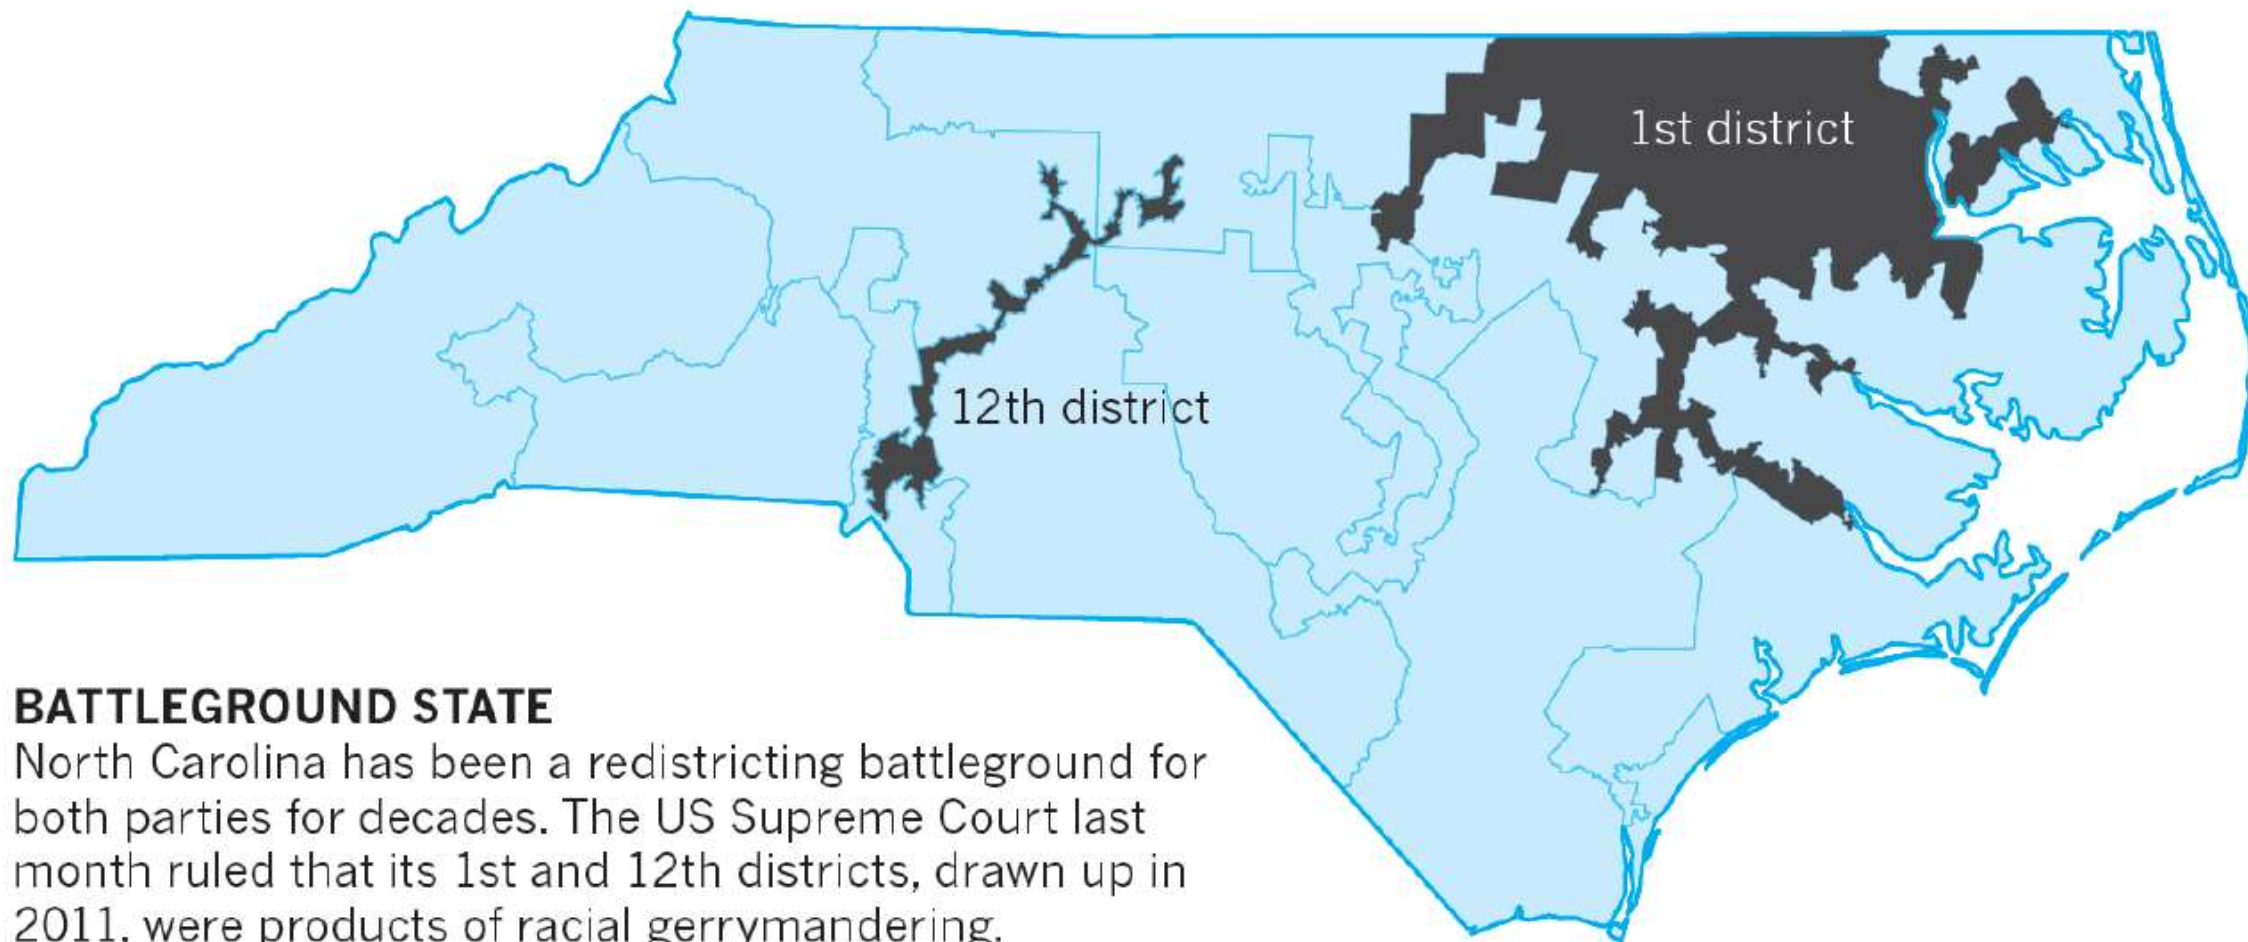 1st district
12th district
BATTLEGROUND STATE
North Carolina has been a redistricting battleground for
both parties for decades. The US Supreme Court last
month ruled that its 1st and 12th districts, drawn up in
2011, were products of racial gerrymandering.